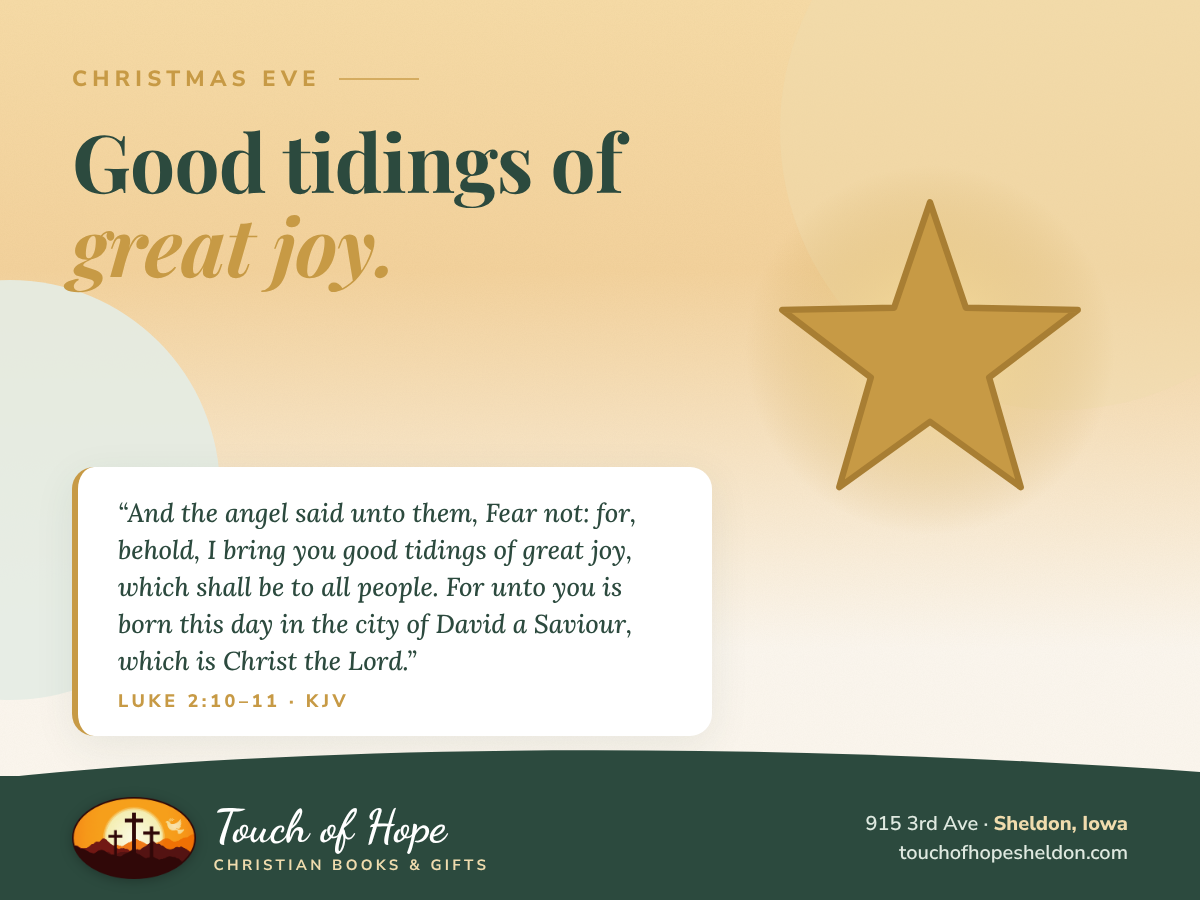 CHRISTMAS EVE
Good tidings of
great joy.
“And the angel said unto them, Fear not: for,
behold, I bring you good tidings of great joy,
which shall be to all people. For unto you is
born this day in the city of David a Saviour,
which is Christ the Lord.”
LUKE 2:10–11 · KJV
Touch of Hope
CHRISTIAN BOOKS & GIFTS
915 3rd Ave · Sheldon, Iowa
touchofhopesheldon.com